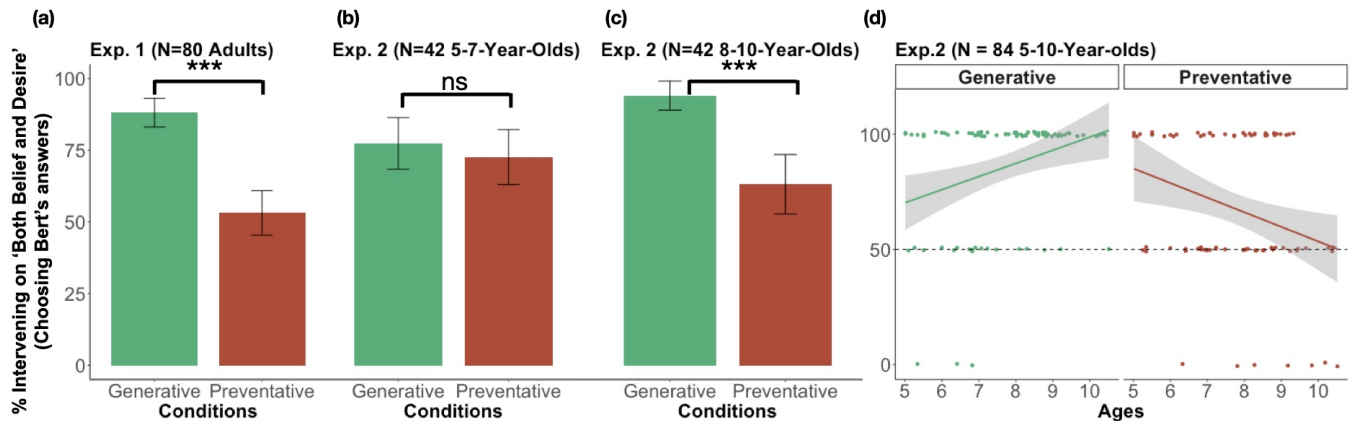 (a)
(b)
(c)
(d)
Exp. 1 (N=80 Adults)
Exp. 2 (N=42 5-7-Year-Olds)
Exp. 2 (N=42 8-10-Year-Olds)
Exp.2 (N = 84 5-10-Year-olds)
% Intervening on ‘Both Belief and Desire’
(Choosing Bert’s answers)
100
75
50
25
0
***
ns
***
Generative Preventative
Conditions
Generative Preventative
Conditions
Generative Preventative
Conditions
Generative
Preventative
100
50
0
5 6 7 8 9 10
5 6 7 8 9 10
Ages